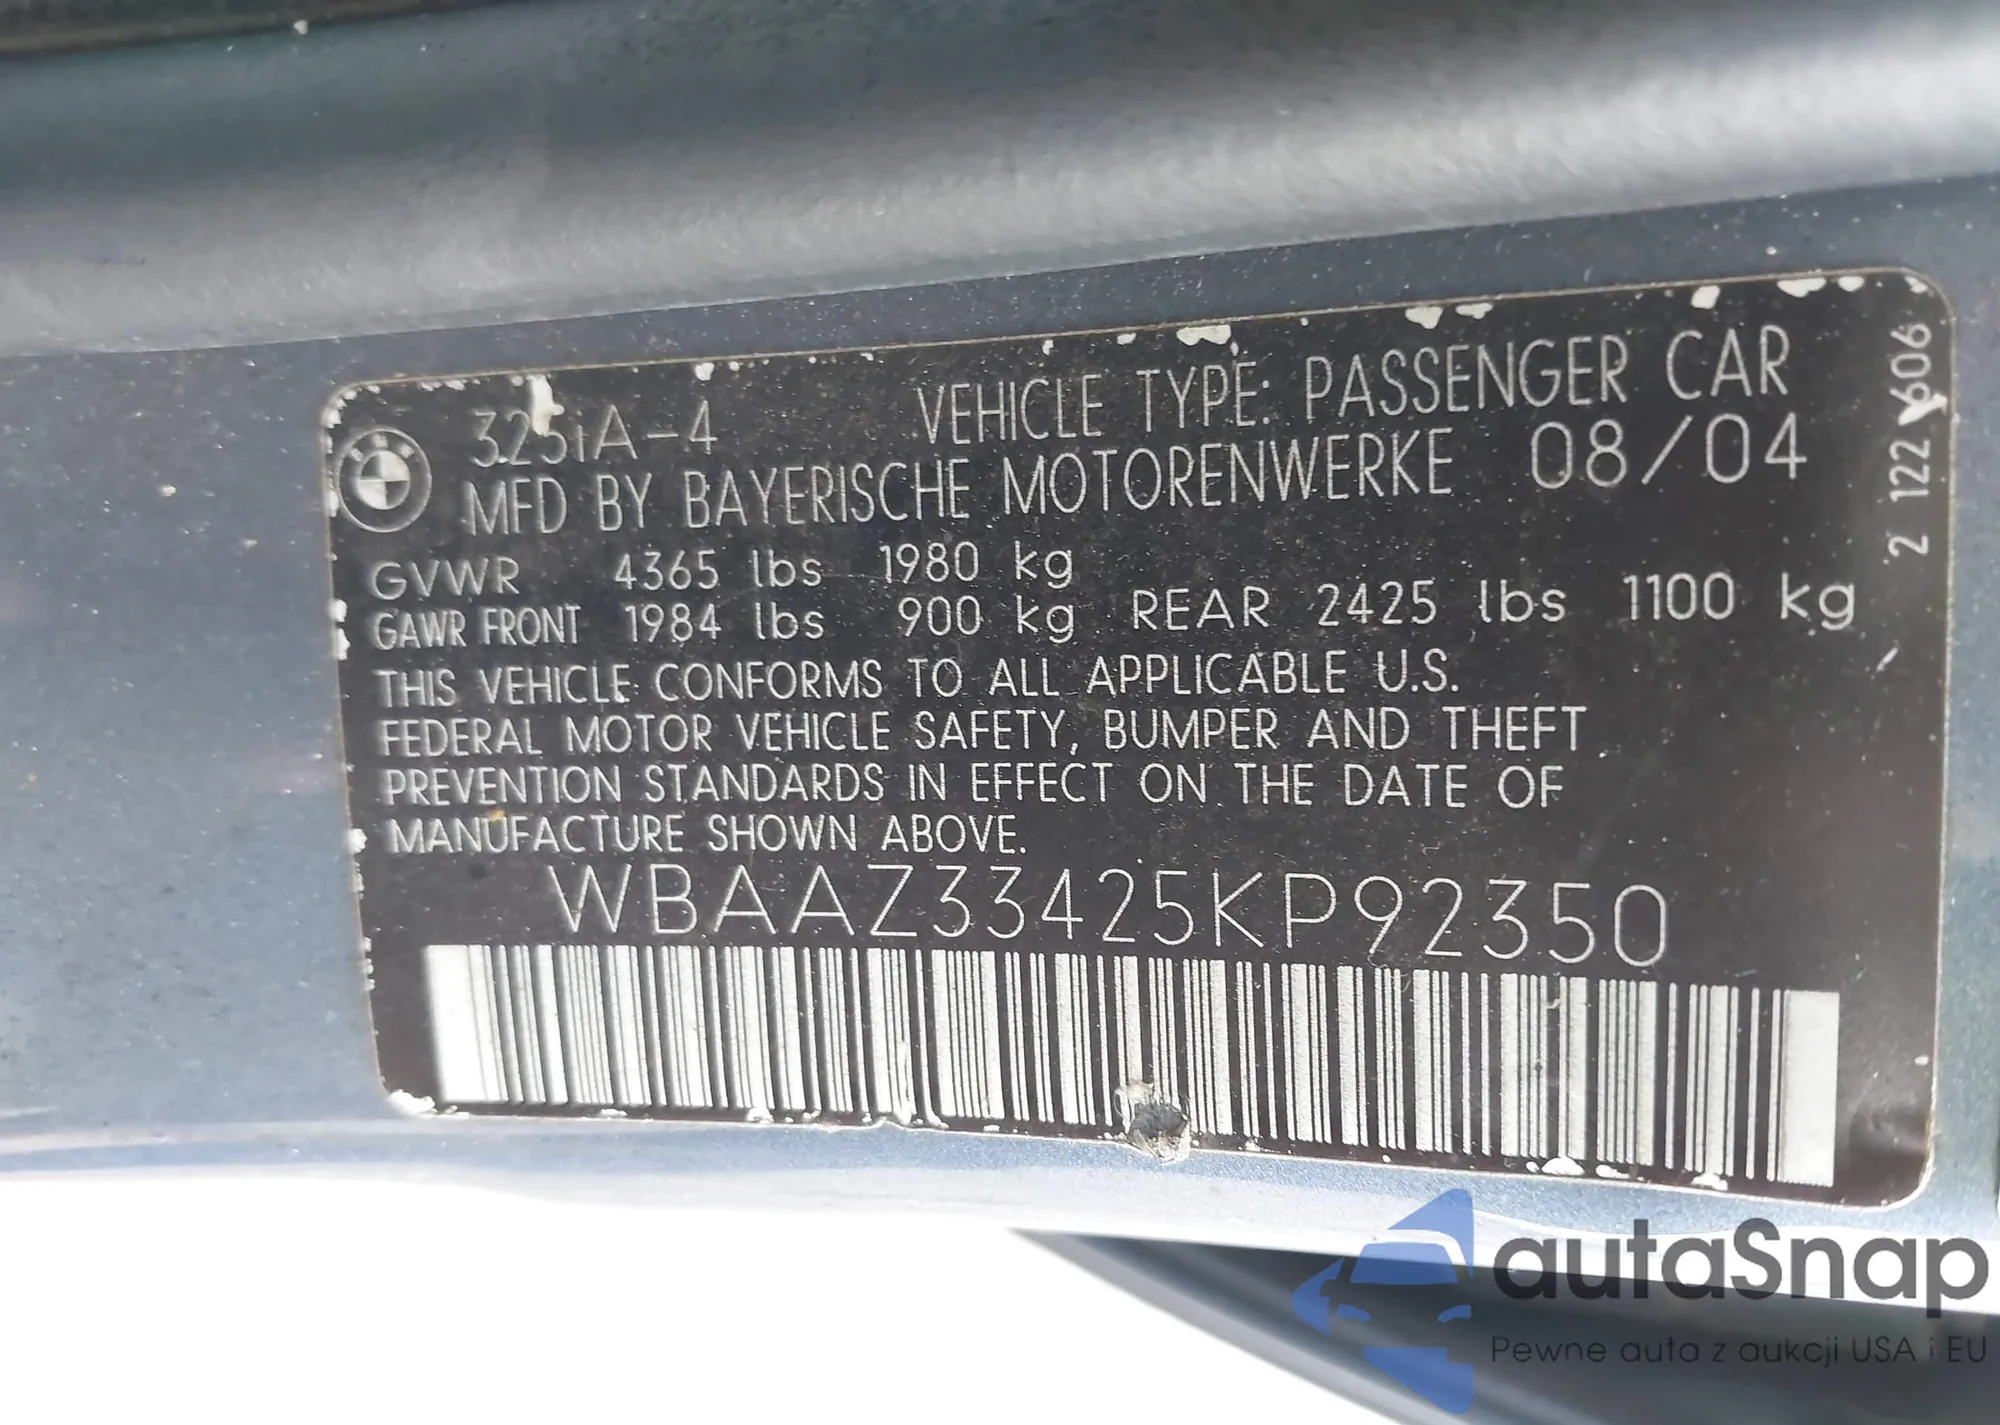 325iA-4 VEHICLE TYPE: PASSENGER CAR
MFD BY BAYERISCHE MOTORENWERKE 08/04
GVWR 4365 lbs 1980 kg
GAWR FRONT 1984 lbs 900 kg REAR 2425 lbs 1100 kg
THIS VEHICLE CONFORMS TO ALL APPLICABLE U.S.
FEDERAL MOTOR VEHICLE SAFETY, BUMPER AND THEFT
PREVENTION STANDARDS IN EFFECT ON THE DATE OF
MANUFACTURE SHOWN ABOVE.
WBAAZ33425KP92350
2 122 606
autaSnap
Pewne auta z aukcji USA i EU